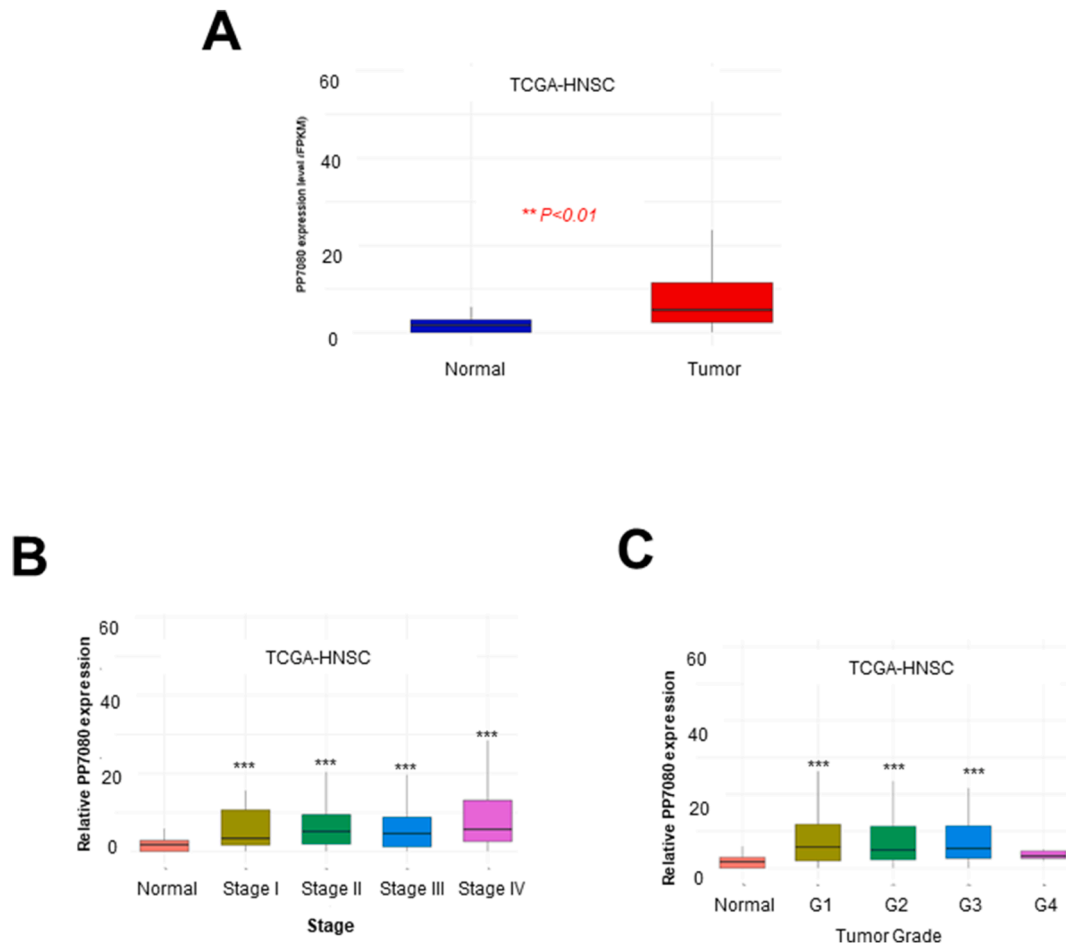 A
TCGA-HNSC
PP7080 expression level (FPKM)
60
40
20
0
** P<0.01
Normal Tumor
B
TCGA-HNSC
Relative PP7080 expression
60
40
20
0
*** *** *** ***
Normal Stage I Stage II Stage III Stage IV
Stage
C
TCGA-HNSC
Relative PP7080 expression
60
40
20
0
*** *** ***
Normal G1 G2 G3 G4
Tumor Grade